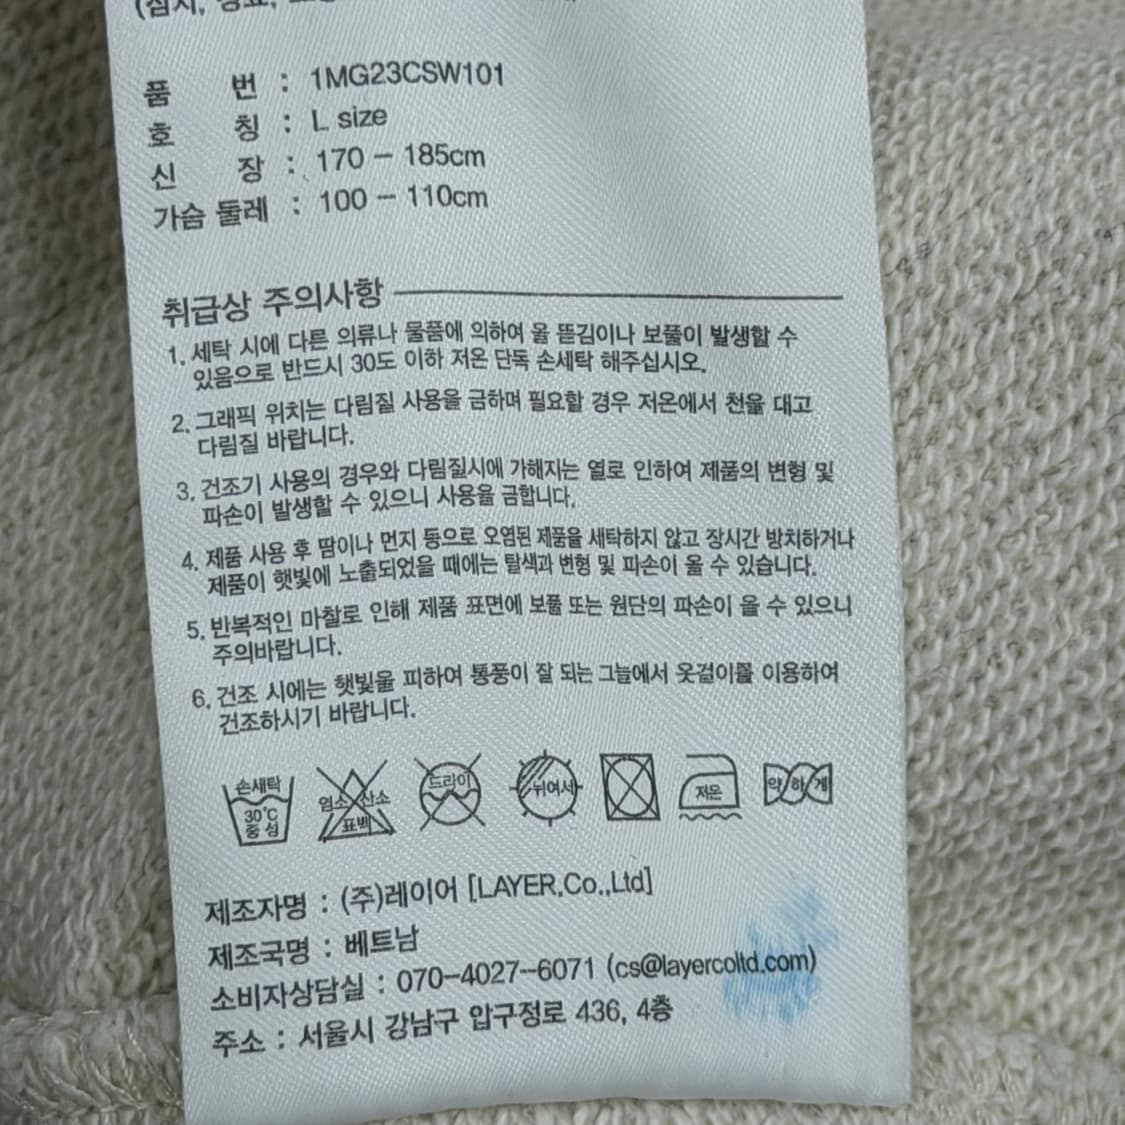 품 번 : 1MG23CSW101
호 칭 : L size
신 장 : 170 - 185cm
가슴 둘레 : 100 - 110cm
취급상 주의사항
1. 세탁 시에 다른 의류나 물품에 의하여 올 뜯김이나 보풀이 발생할 수
있음으로 반드시 30도 이하 저온 단독 손세탁 해주십시오.
2. 그래픽 위치는 다림질 사용을 금하며 필요할 경우 저온에서 천을 대고
다림질 바랍니다.
3. 건조기 사용의 경우와 다림질시에 가해지는 열로 인하여 제품의 변형 및
파손이 발생할 수 있으니 사용을 금합니다.
4. 제품 사용 후 땀이나 먼지 등으로 오염된 제품을 세탁하지 않고 장시간 방치하거나
제품이 햇빛에 노출되었을 때에는 탈색과 변형 및 파손이 올 수 있습니다.
5. 반복적인 마찰로 인해 제품 표면에 보풀 또는 원단의 파손이 올 수 있으니
주의바랍니다.
6. 건조 시에는 햇빛을 피하여 통풍이 잘 되는 그늘에서 옷걸이를 이용하여
건조하시기 바랍니다.
손세탁 30℃ 중성
염소 산소 표백
드라이
뉘어서
저온
약하게
제조자명 : (주)레이어 [LAYER.Co.,Ltd]
제조국명 : 베트남
소비자상담실 : 070-4027-6071 (cs@layercoltd.com)
주소 : 서울시 강남구 압구정로 436, 4층